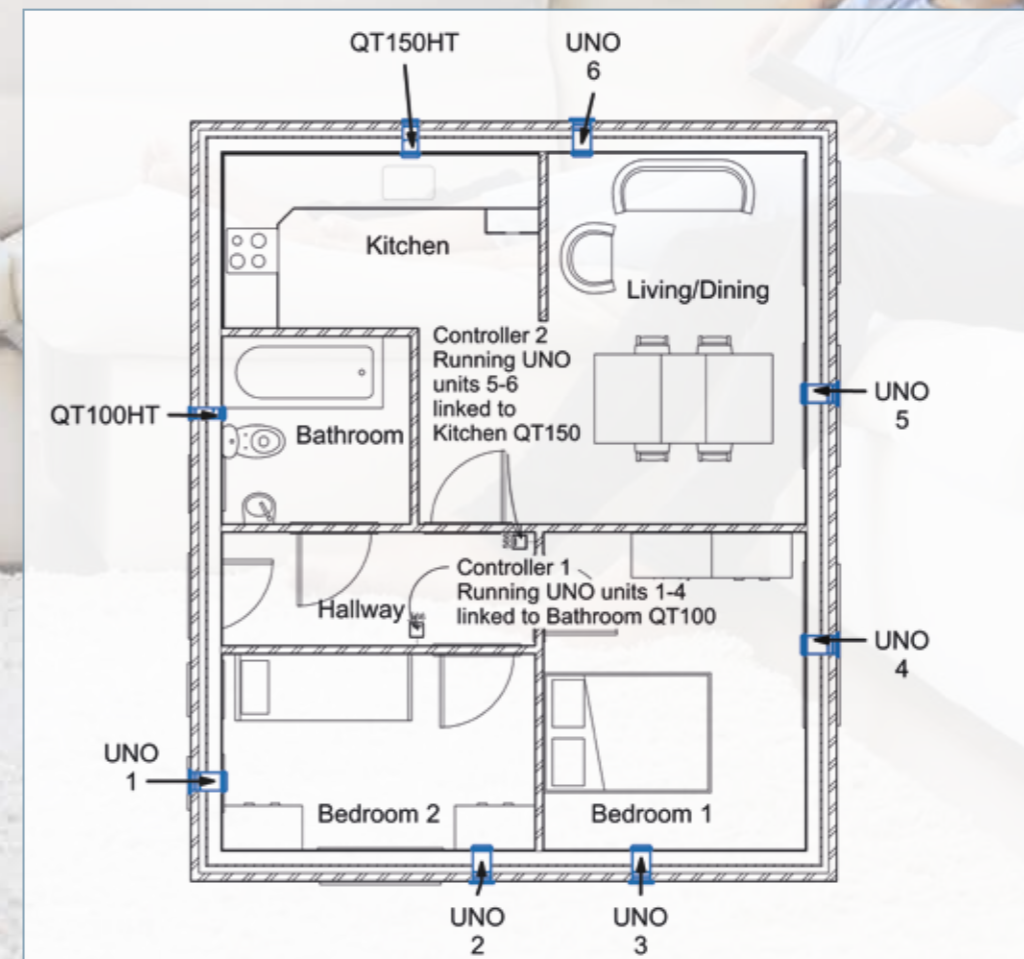 QT150HT
UNO
6
Kitchen
Living/Dining
Controller 2
Running UNO
units 5-6
linked to
Kitchen QT150
UNO
5
QT100HT
Bathroom
Controller 1
Running UNO units 1-4
linked to Bathroom QT100
Hallway
UNO
4
UNO
1
Bedroom 2
Bedroom 1
UNO
2
UNO
3